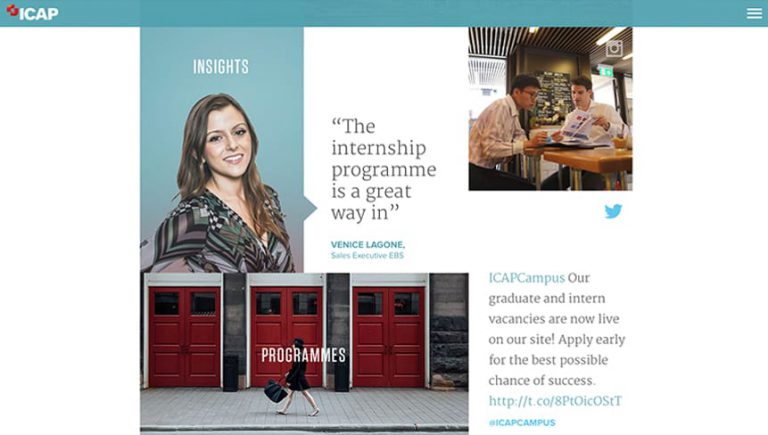 ICAP
INSIGHTS
“The
internship
programme
is a great
way in”
VENICE LAGONE,
Sales Executive EBS
PROGRAMMES
ICAPCampus Our
graduate and intern
vacancies are now live
on our site! Apply early
for the best possible
chance of success.
http://t.co/8PtOicOStT
@ICAPCAMPUS